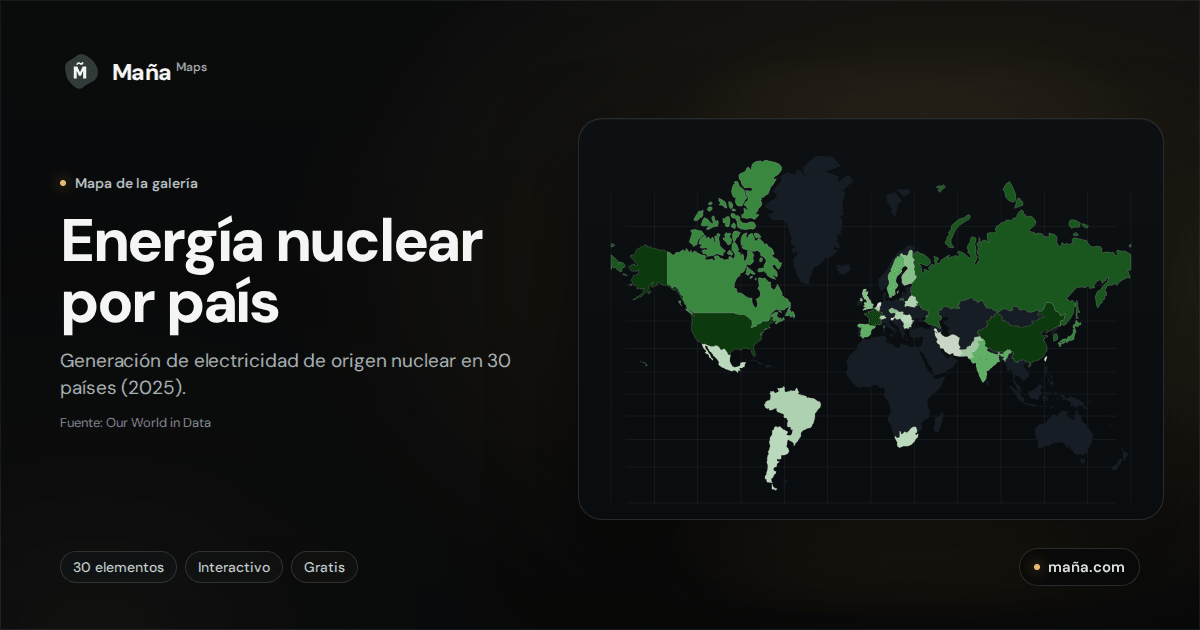 M̃
Maña Maps
Mapa de la galería
Energía nuclear
por país
Generación de electricidad de origen nuclear en 30
países (2025).
Fuente: Our World in Data
30 elementos
Interactivo
Gratis
maña.com